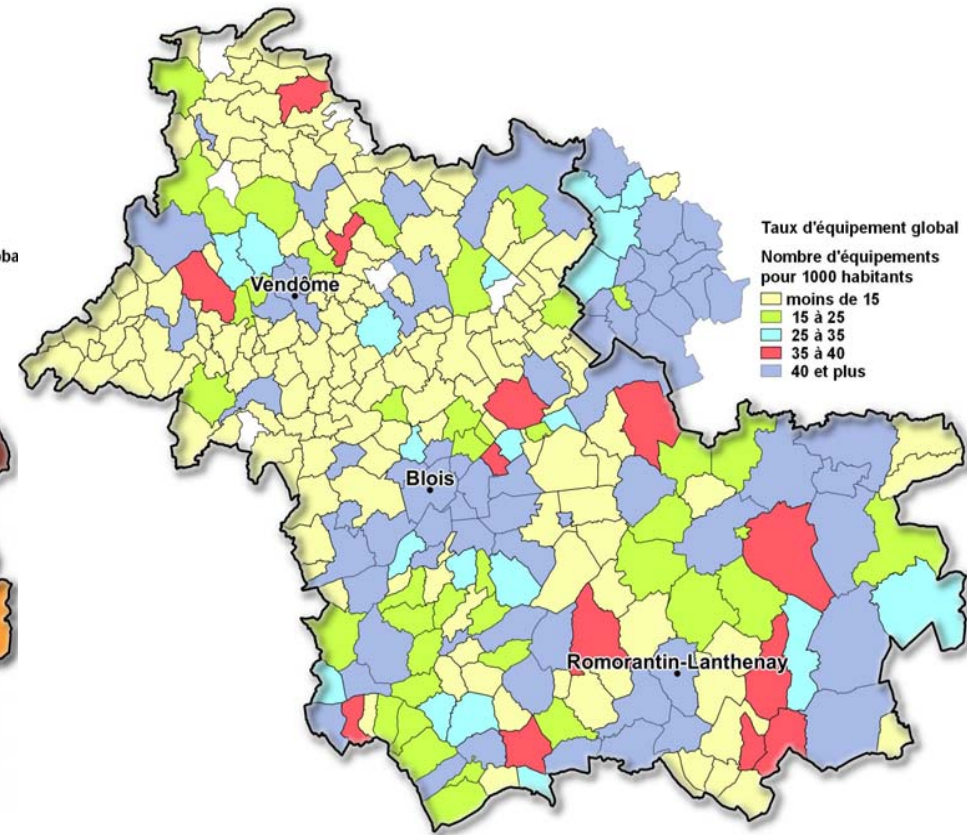 Taux d'équipement global
Nombre d'équipements
pour 1000 habitants
moins de 15
15 à 25
25 à 35
35 à 40
40 et plus
Vendôme
Blois
Romorantin-Lanthenay